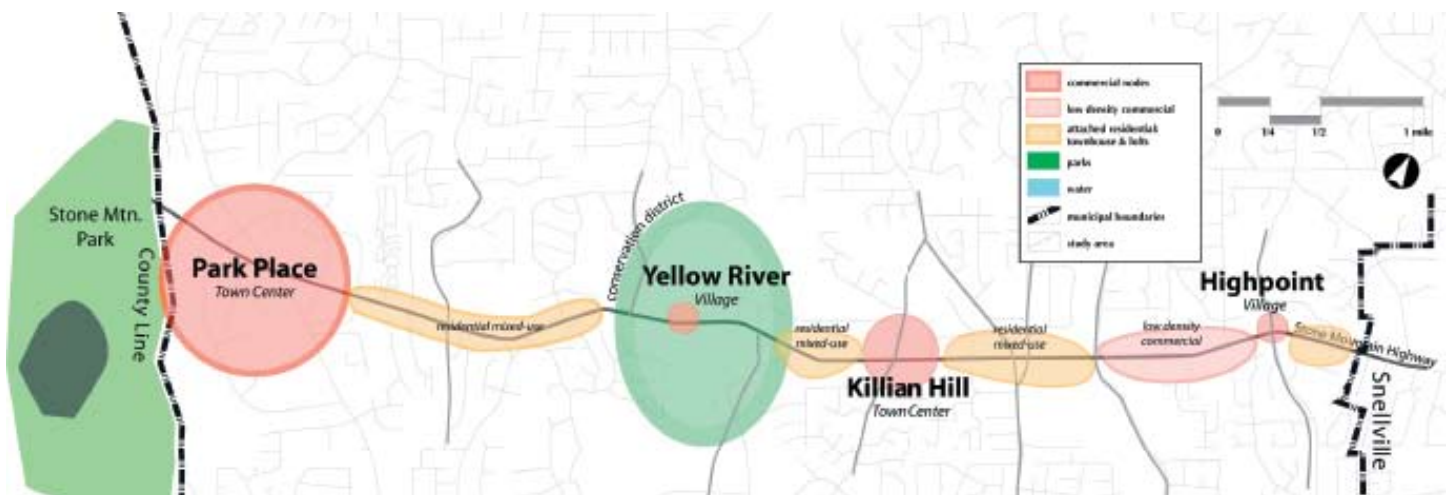 commercial nodes
low density commercial
attached residential:
townhouse & lofts
parks
water
municipal boundaries
study area
0 1/4 1/2 1 mile
Stone Mtn.
Park
County Line
Park Place
Town Center
residential mixed-use
conservation district
Yellow River
Village
residential
mixed-use
Killian Hill
Town Center
residential
mixed-use
low density
commercial
Highpoint
Village
Stone Mountain Highway
Snellville